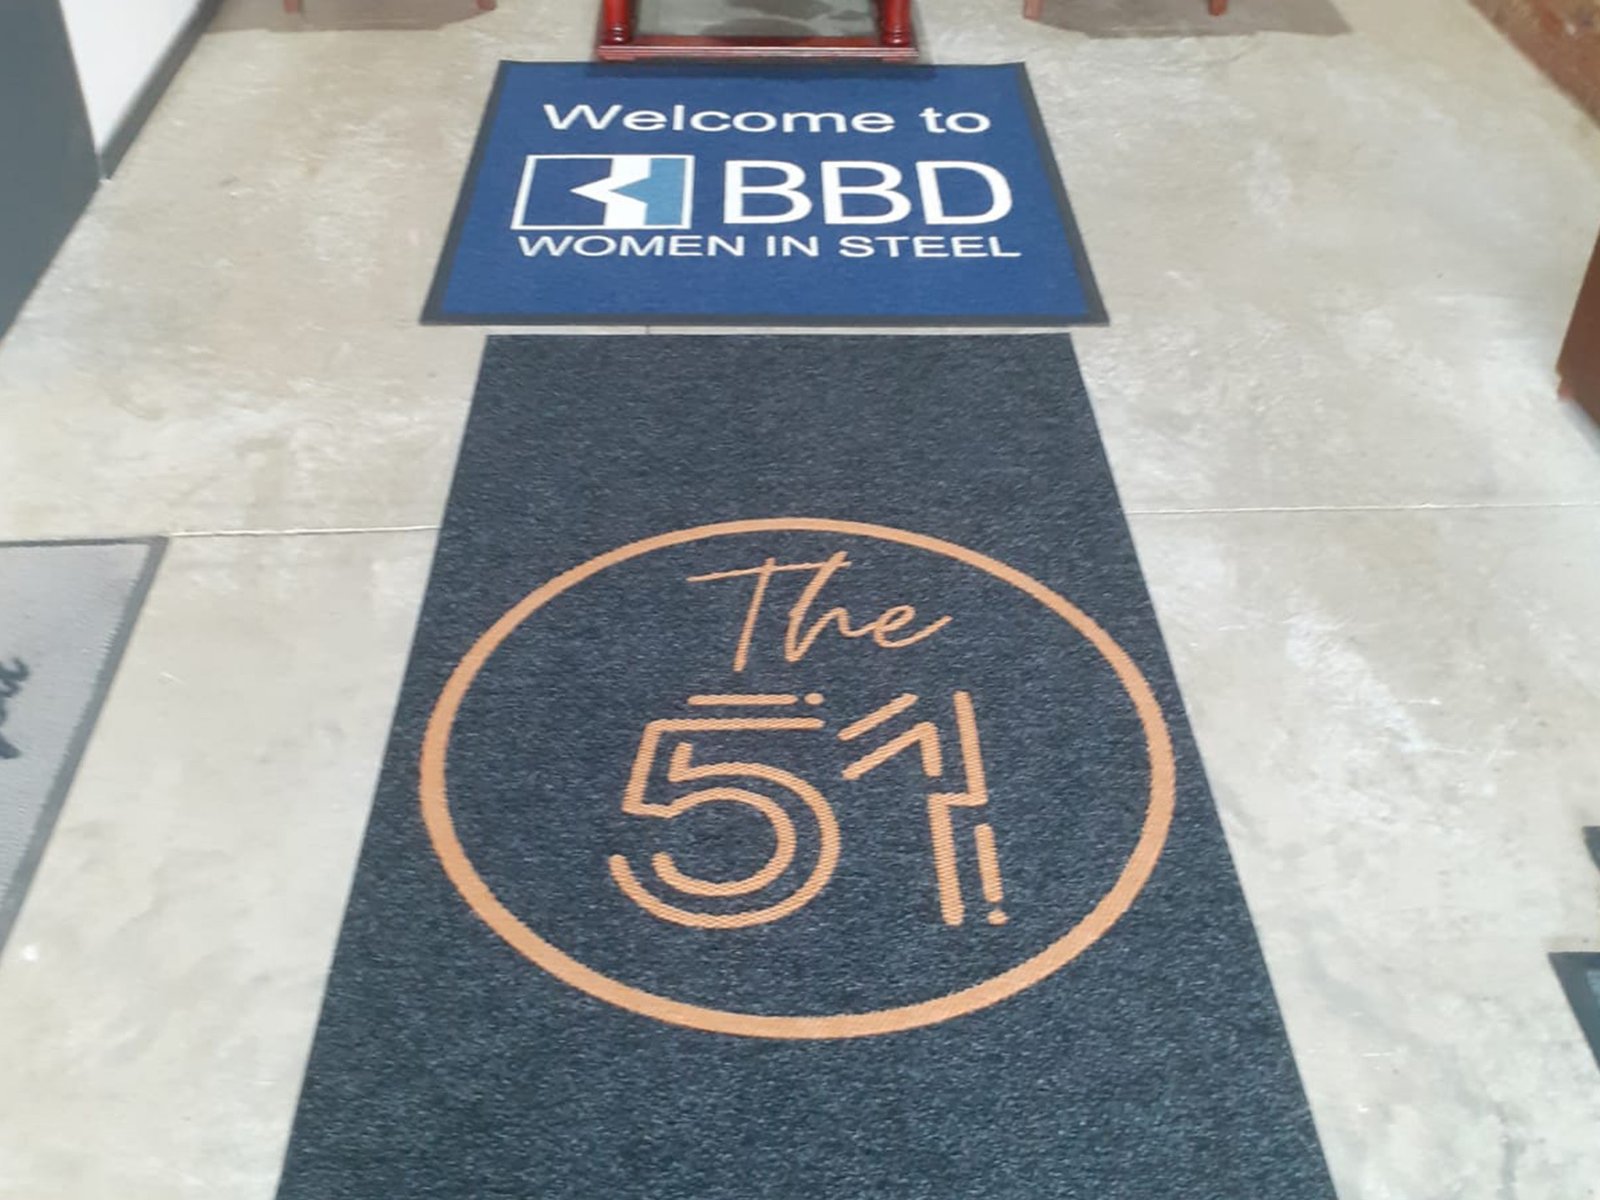 Welcome to
BBD
WOMEN IN STEEL
The
51